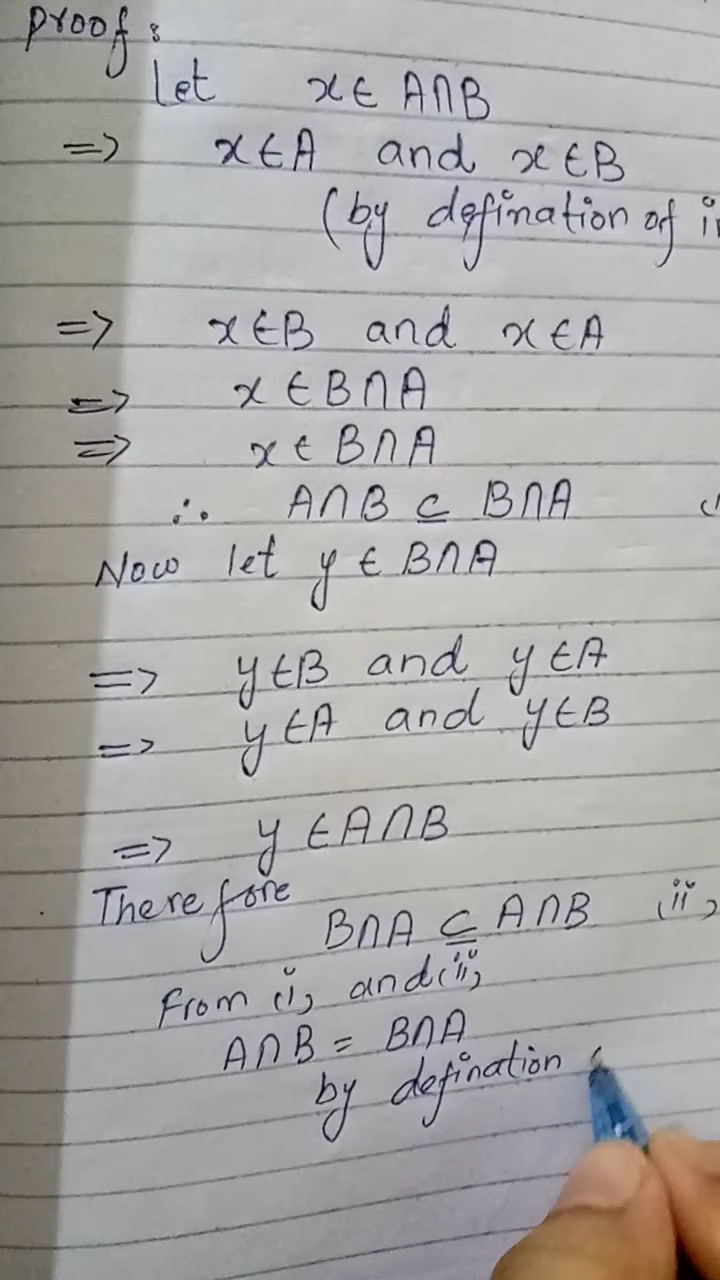 Proof:
Let x ∈ A∩B
=> x∈A and x∈B
(by defination of
=> x∈B and x∈A
=> x ∈ B∩A
=> x ∈ B∩A
∴ A∩B ⊆ B∩A
Now let y ∈ B∩A
=> y∈B and y∈A
=> y∈A and y∈B
=> y ∈ A∩B
Therefore
B∩A ⊆ A∩B (ii)
From (i) and (ii)
A∩B = B∩A
by defination